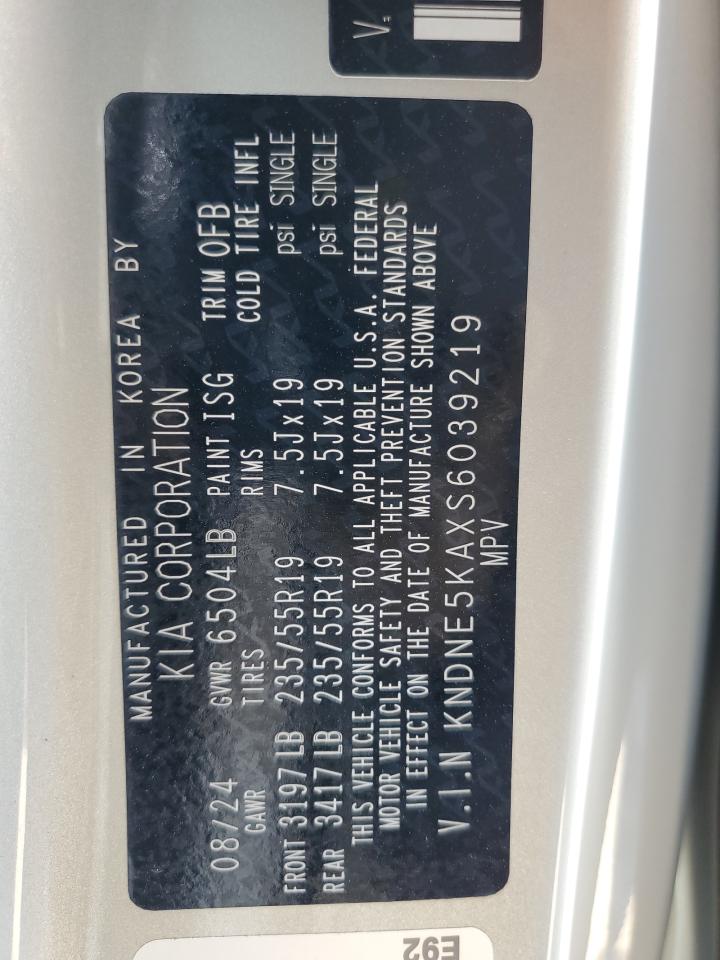 MANUFACTURED IN KOREA BY
KIA CORPORATION
08/24 GVWR 6504LB PAINT ISG TRIM OFB
GAWR TIRES RIMS COLD TIRE INFL
FRONT 3197LB 235/55R19 7.5Jx19 psi SINGLE
REAR 3417LB 235/55R19 7.5Jx19 psi SINGLE
THIS VEHICLE CONFORMS TO ALL APPLICABLE U.S.A. FEDERAL
MOTOR VEHICLE SAFETY AND THEFT PREVENTION STANDARDS
IN EFFECT ON THE DATE OF MANUFACTURE SHOWN ABOVE
V.I.N KNDNE5KAXS6039219
MPV
E92